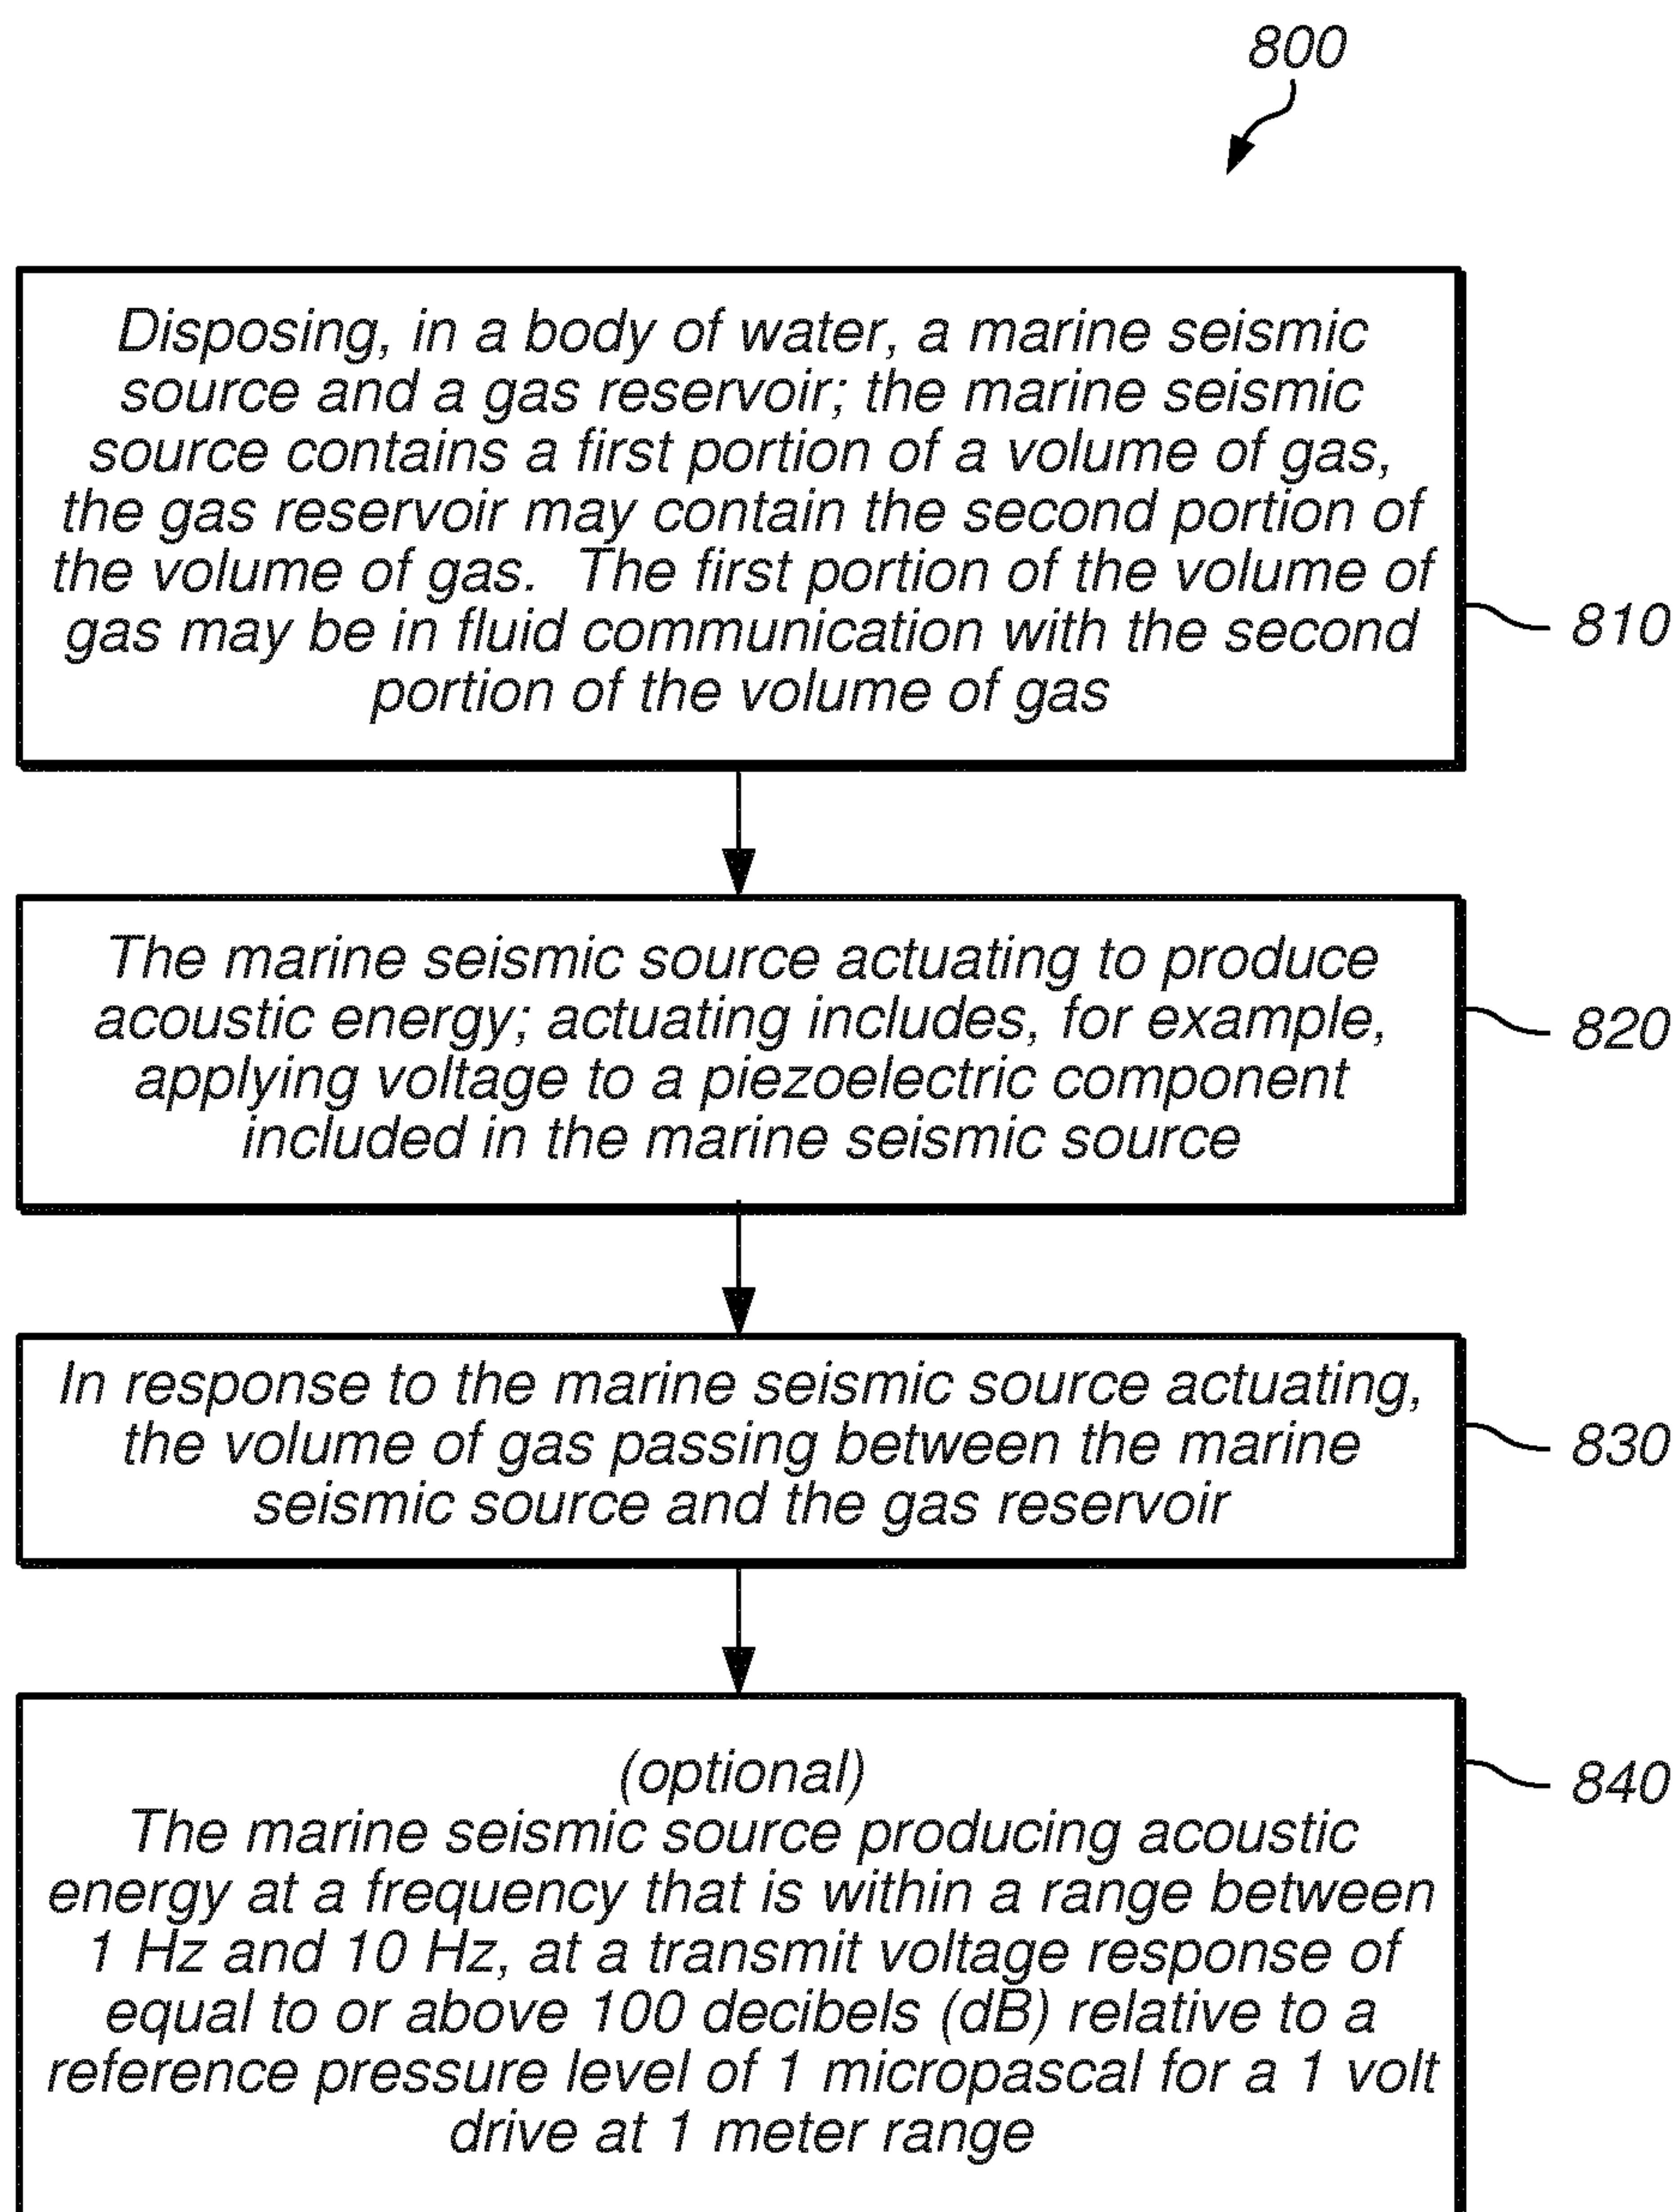 800
Disposing, in a body of water, a marine seismic
source and a gas reservoir; the marine seismic
source contains a first portion of a volume of gas,
the gas reservoir may contain the second portion of
the volume of gas. The first portion of the volume of
gas may be in fluid communication with the second
portion of the volume of gas
810
The marine seismic source actuating to produce
acoustic energy; actuating includes, for example,
applying voltage to a piezoelectric component
included in the marine seismic source
820
In response to the marine seismic source actuating,
the volume of gas passing between the marine
seismic source and the gas reservoir
830
(optional)
The marine seismic source producing acoustic
energy at a frequency that is within a range between
1 Hz and 10 Hz, at a transmit voltage response of
equal to or above 100 decibels (dB) relative to a
reference pressure level of 1 micropascal for a 1 volt
drive at 1 meter range
840